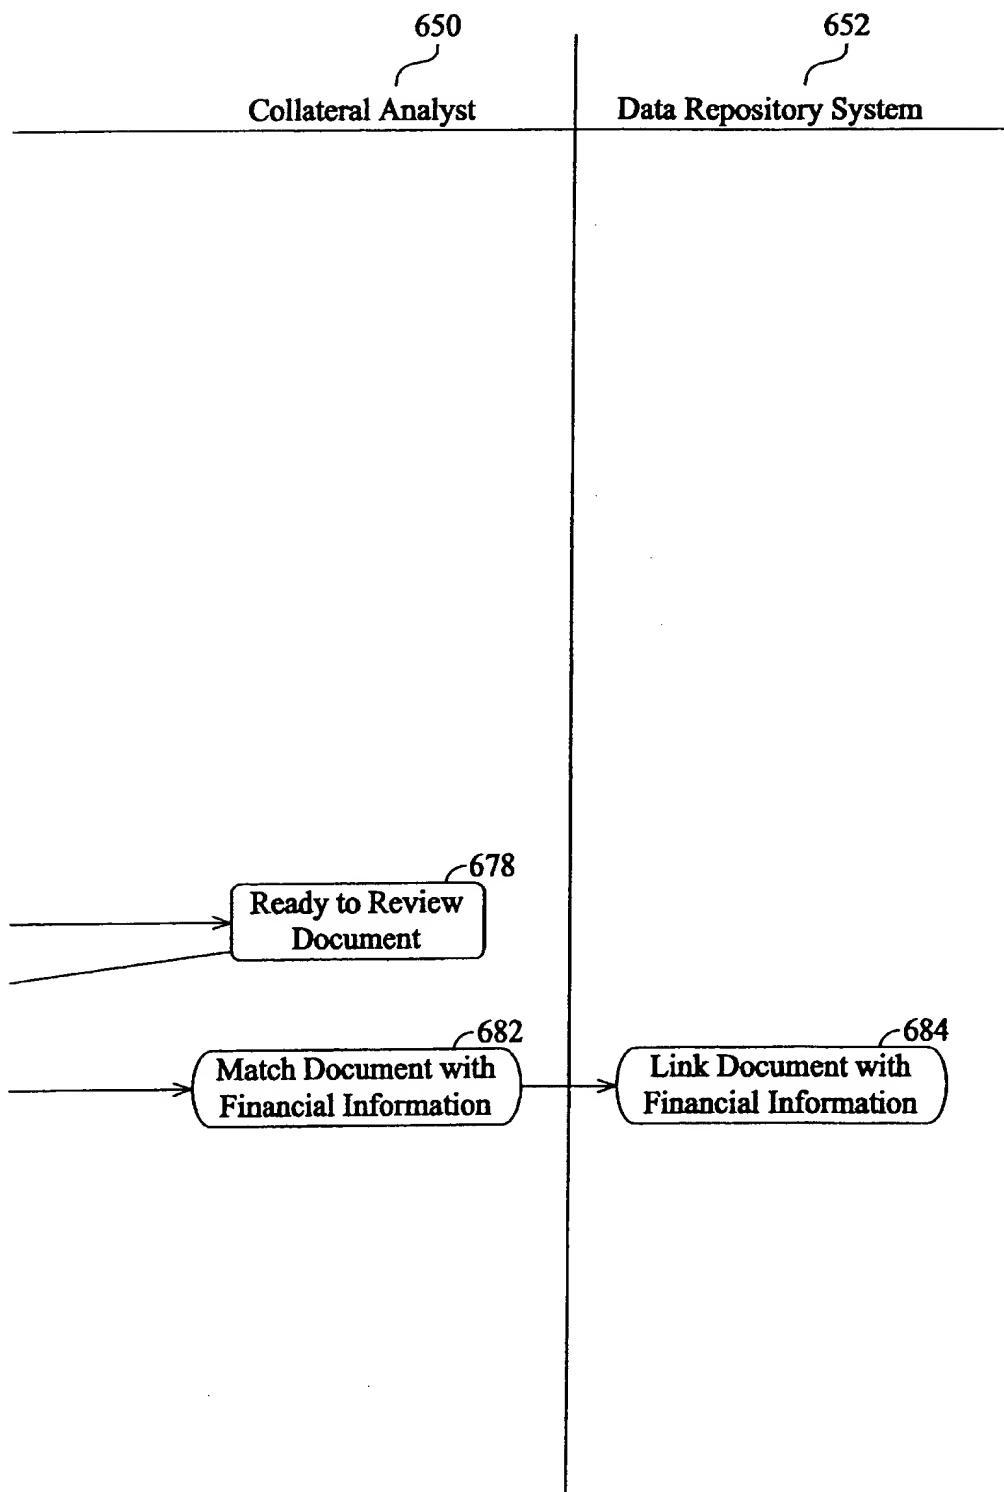 650
652
Collateral Analyst
Data Repository System
678
Ready to Review
Document
682
Match Document with
Financial Information
684
Link Document with
Financial Information